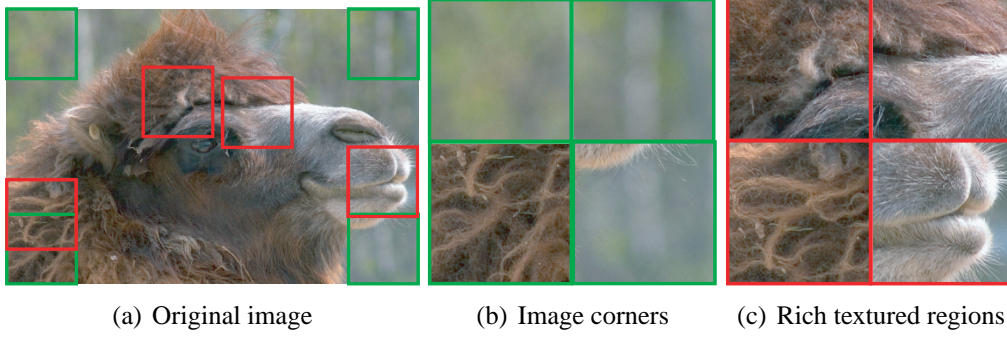 (a) Original image
(b) Image corners
(c) Rich textured regions